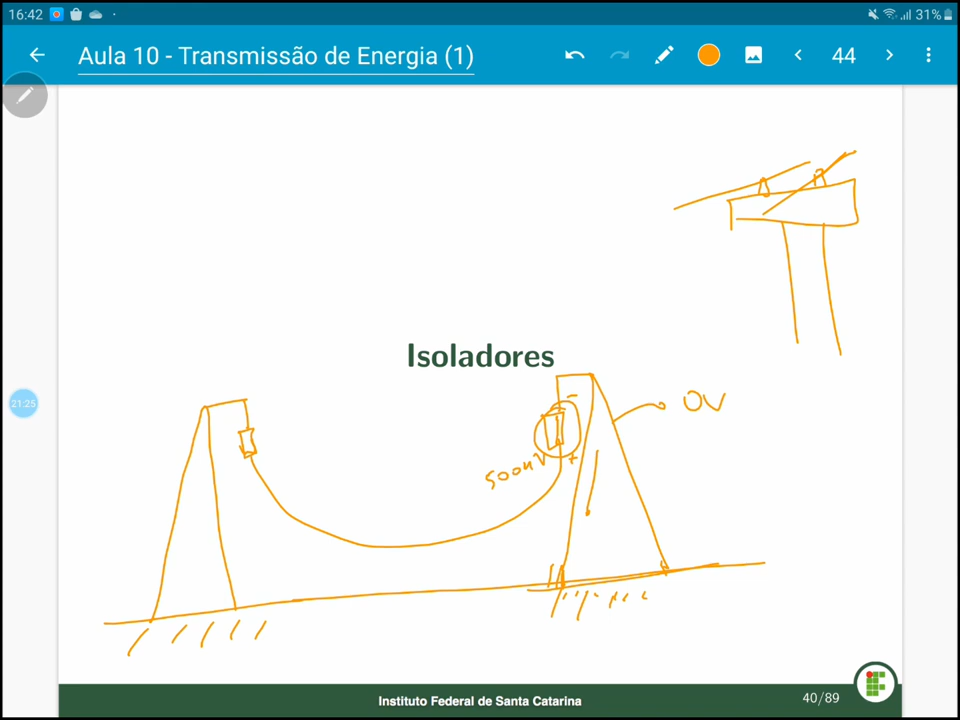 16:42
31%
Aula 10 - Transmissão de Energia (1)
44
Isoladores
0V
21:25
-
500kV
+
Instituto Federal de Santa Catarina
40/89